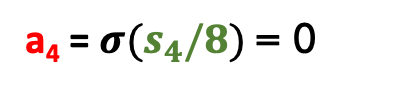 a₄ = σ(s₄/8) = 0